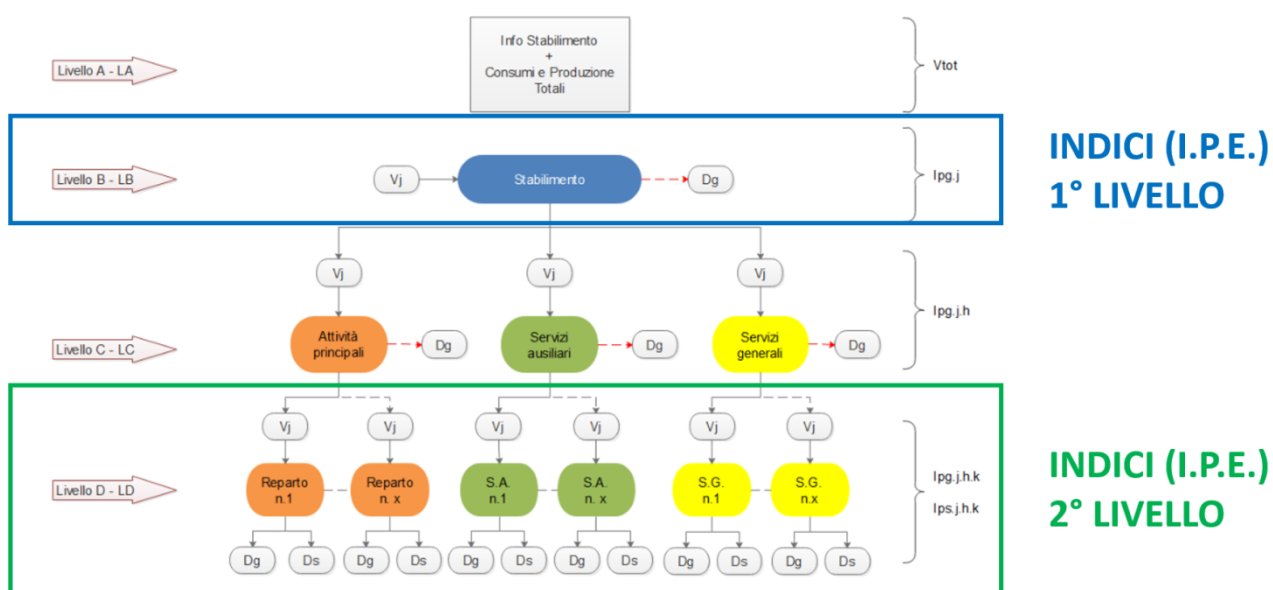 Info Stabilimento
+
Consumi e Produzione
Totali
Livello A - LA
Vtot
INDICI (I.P.E.)
1° LIVELLO
Livello B - LB
Vj
Stabilimento
Dg
Ipg.j
Vj
Vj
Vj
Ipg.j.h
Livello C - LC
Attività
principali
Dg
Servizi
ausiliari
Dg
Servizi
generali
Dg
INDICI (I.P.E.)
2° LIVELLO
Vj
Vj
Vj
Vj
Vj
Vj
Livello D - LD
Reparto
n.1
Reparto
n. x
S.A.
n.1
S.A.
n. x
S.G.
n.1
S.G.
n.x
Ipg.j.h.k
Ips.j.h.k
Dg
Ds
Dg
Ds
Dg
Ds
Dg
Ds
Dg
Ds
Dg
Ds